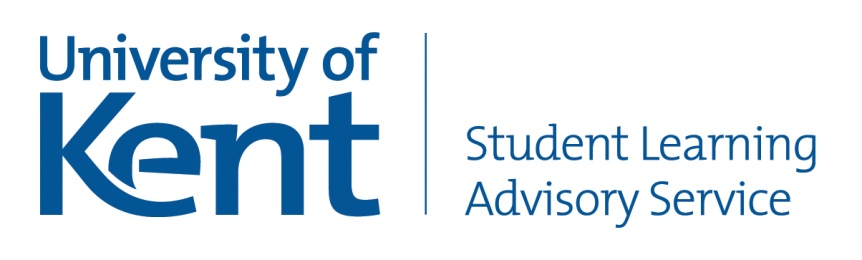 University of
Kent
Student Learning
Advisory Service